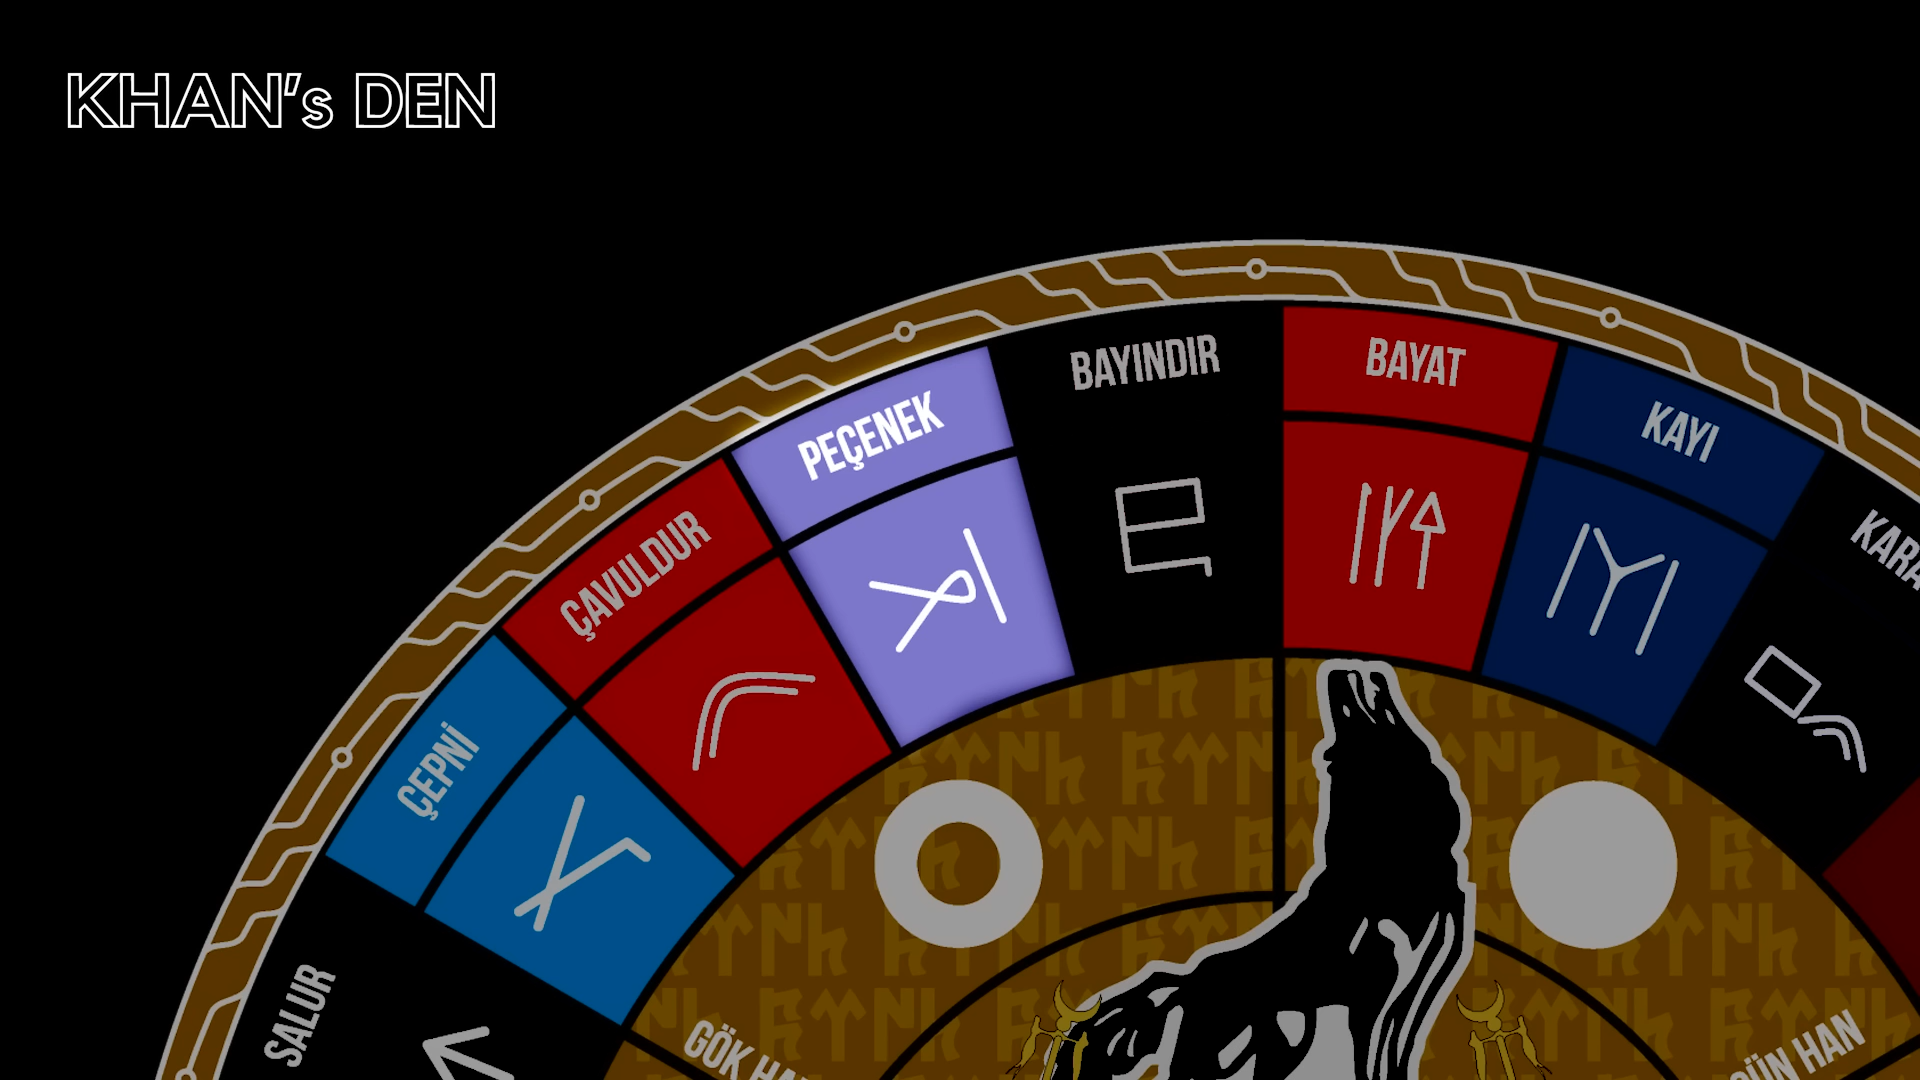 KHAN's DEN
BAYINDIR
BAYAT
PEÇENEK
KAYI
ÇAVULDUR
ÇEPNİ
SALUR